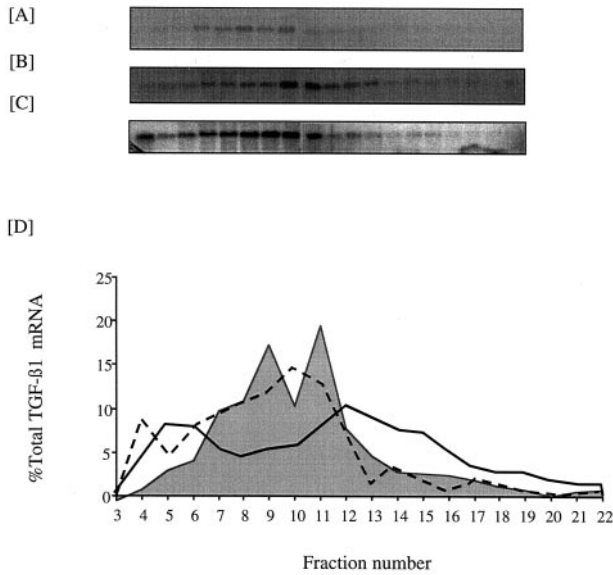 [A]
[B]
[C]
[D]
%Total TGF-ß1 mRNA
25
20
15
10
5
0
3 4 5 6 7 8 9 10 11 12 13 14 15 16 17 18 19 20 21 22
Fraction number